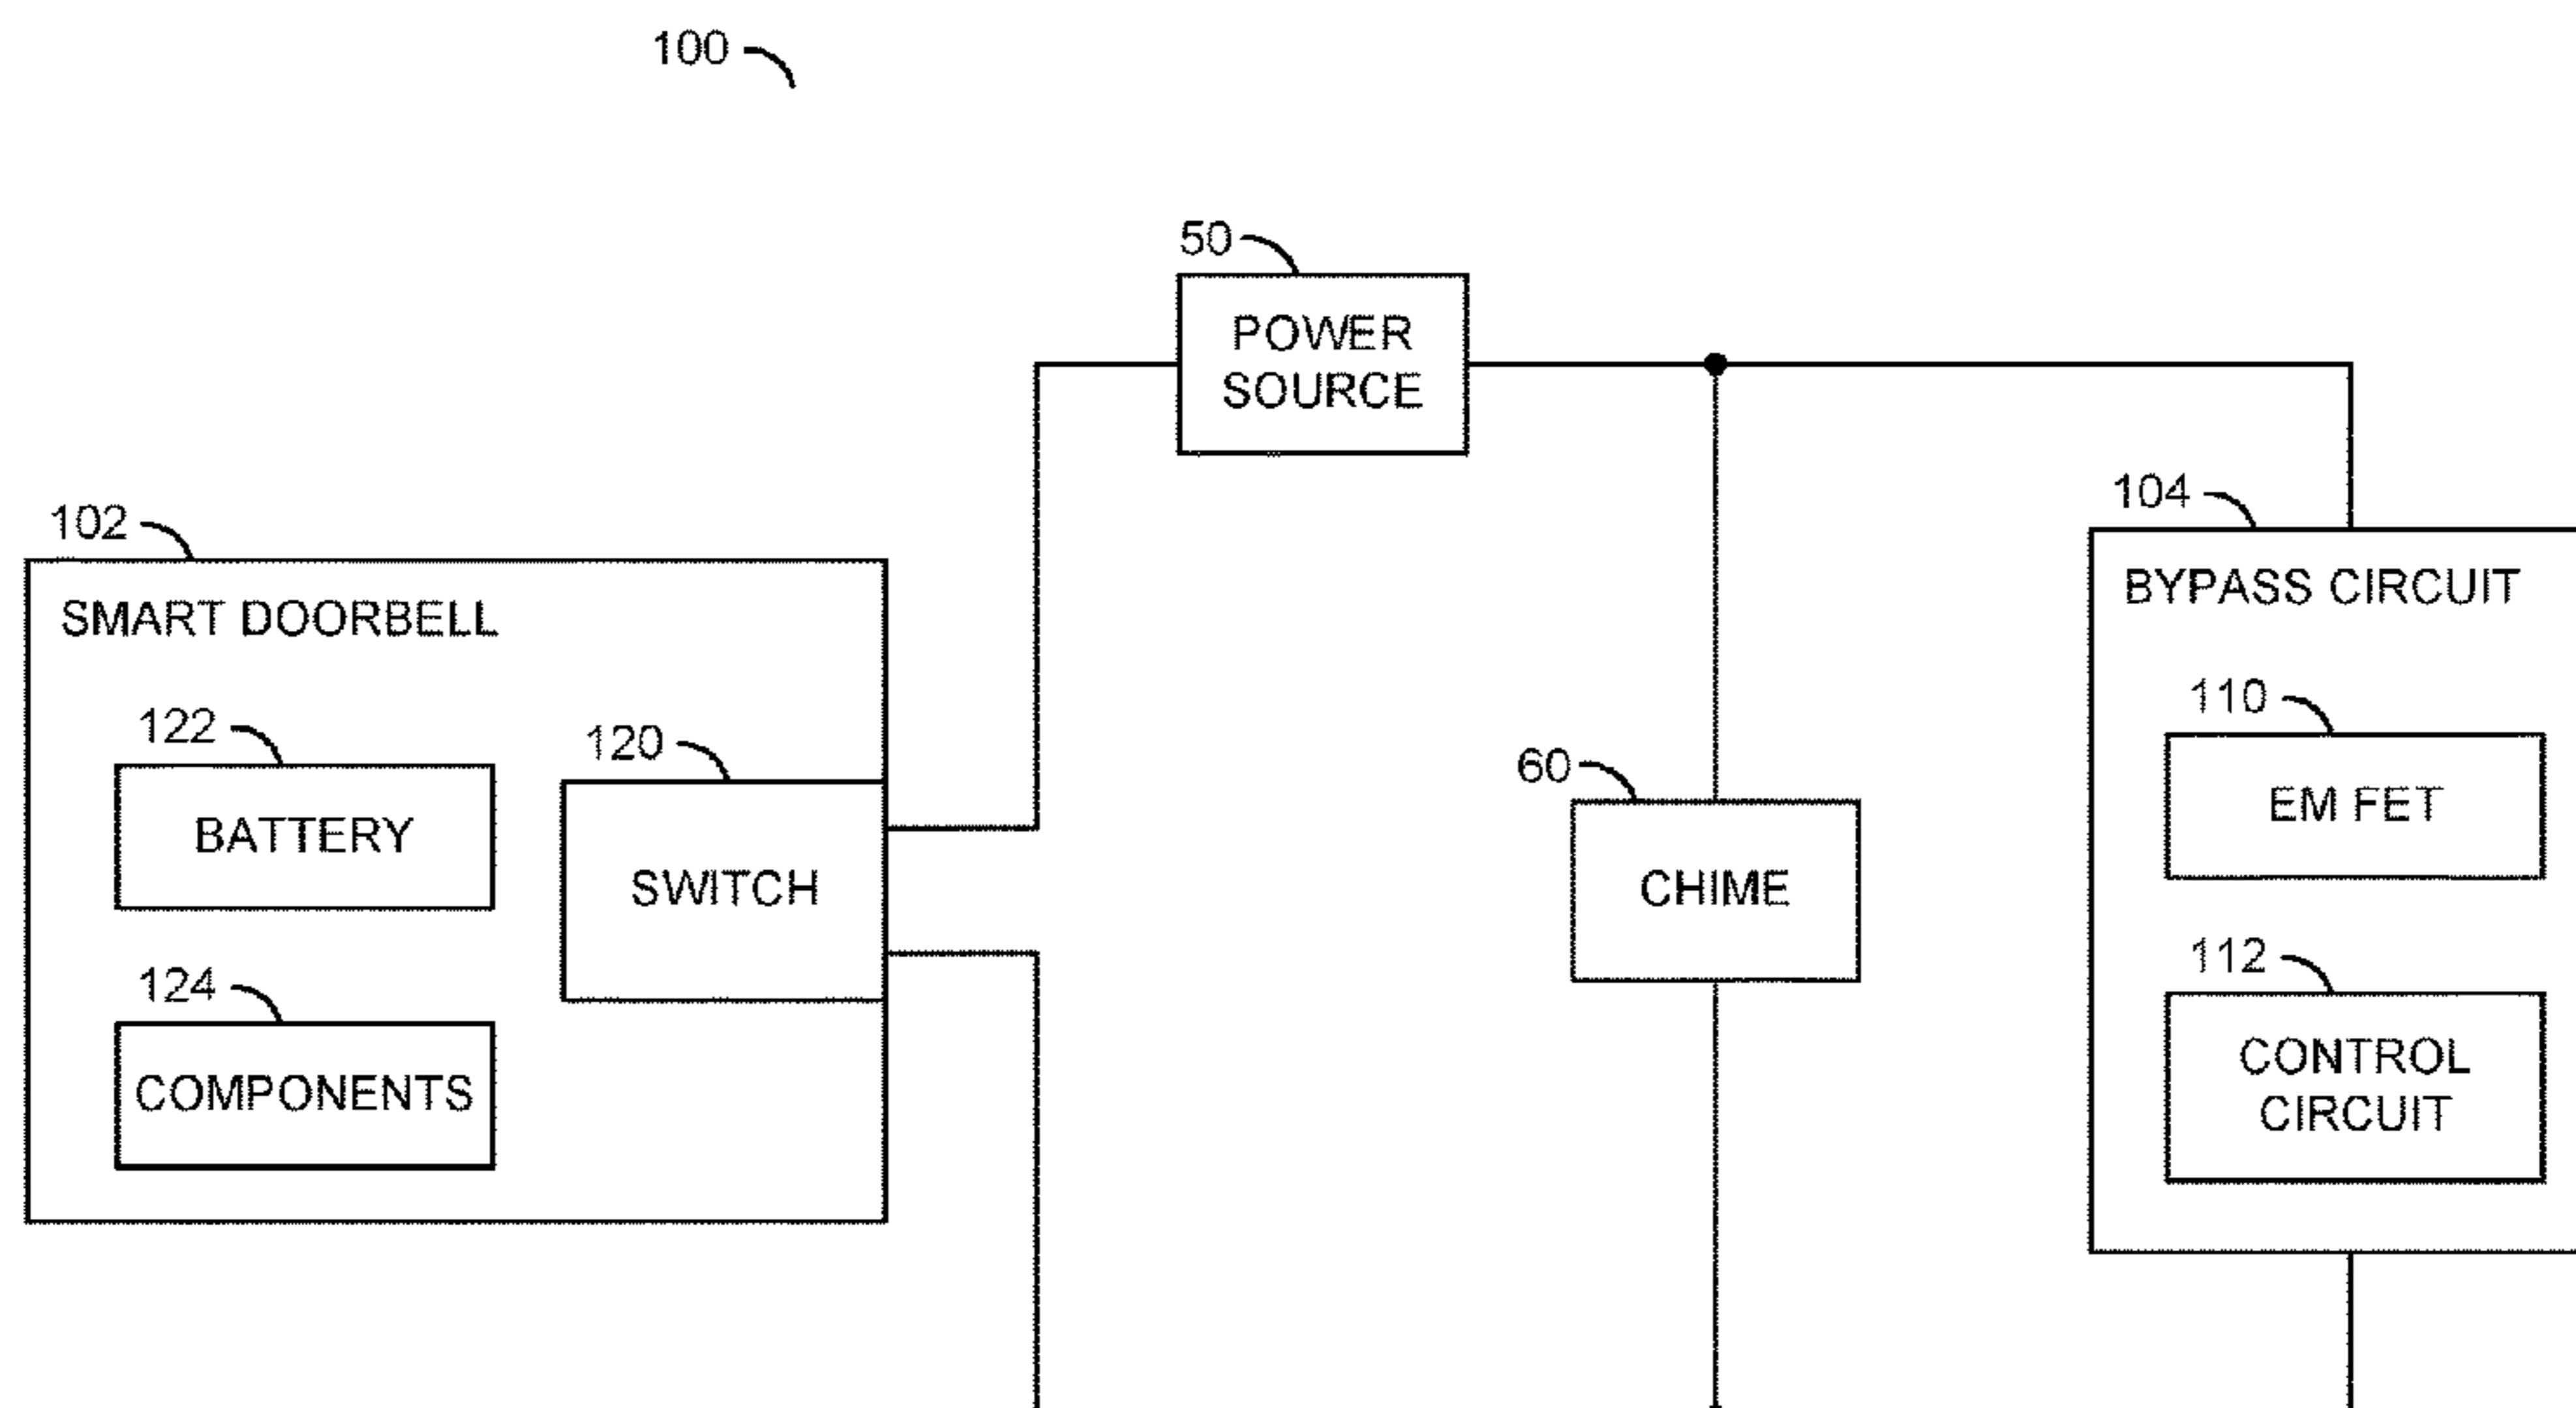 100
50
POWER
SOURCE
102
SMART DOORBELL
122
BATTERY
120
SWITCH
124
COMPONENTS
60
CHIME
104
BYPASS CIRCUIT
110
EM FET
112
CONTROL
CIRCUIT